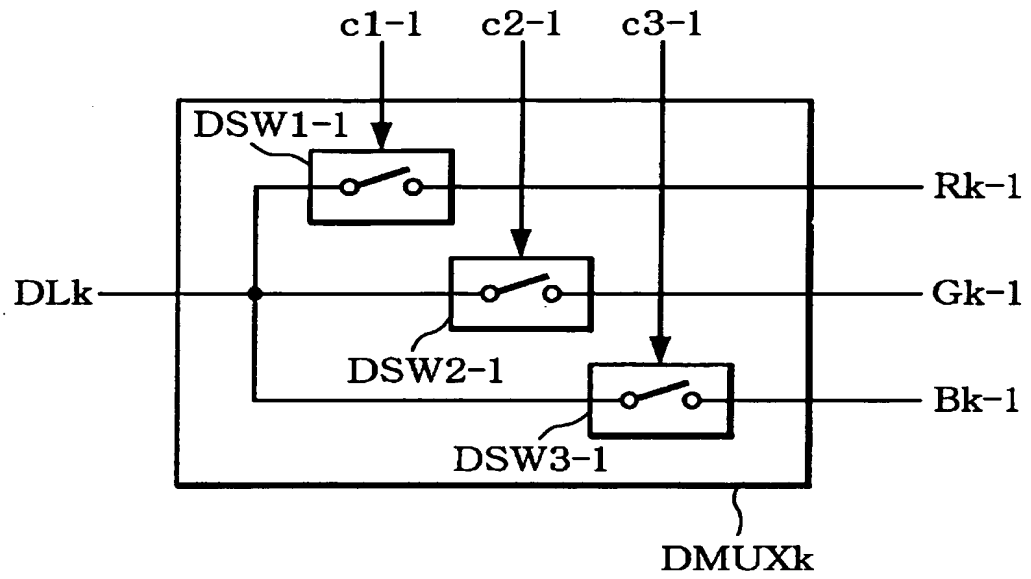 c1-1 c2-1 c3-1
DSW1-1
Rk-1
DLk
Gk-1
DSW2-1
Bk-1
DSW3-1
DMUXk